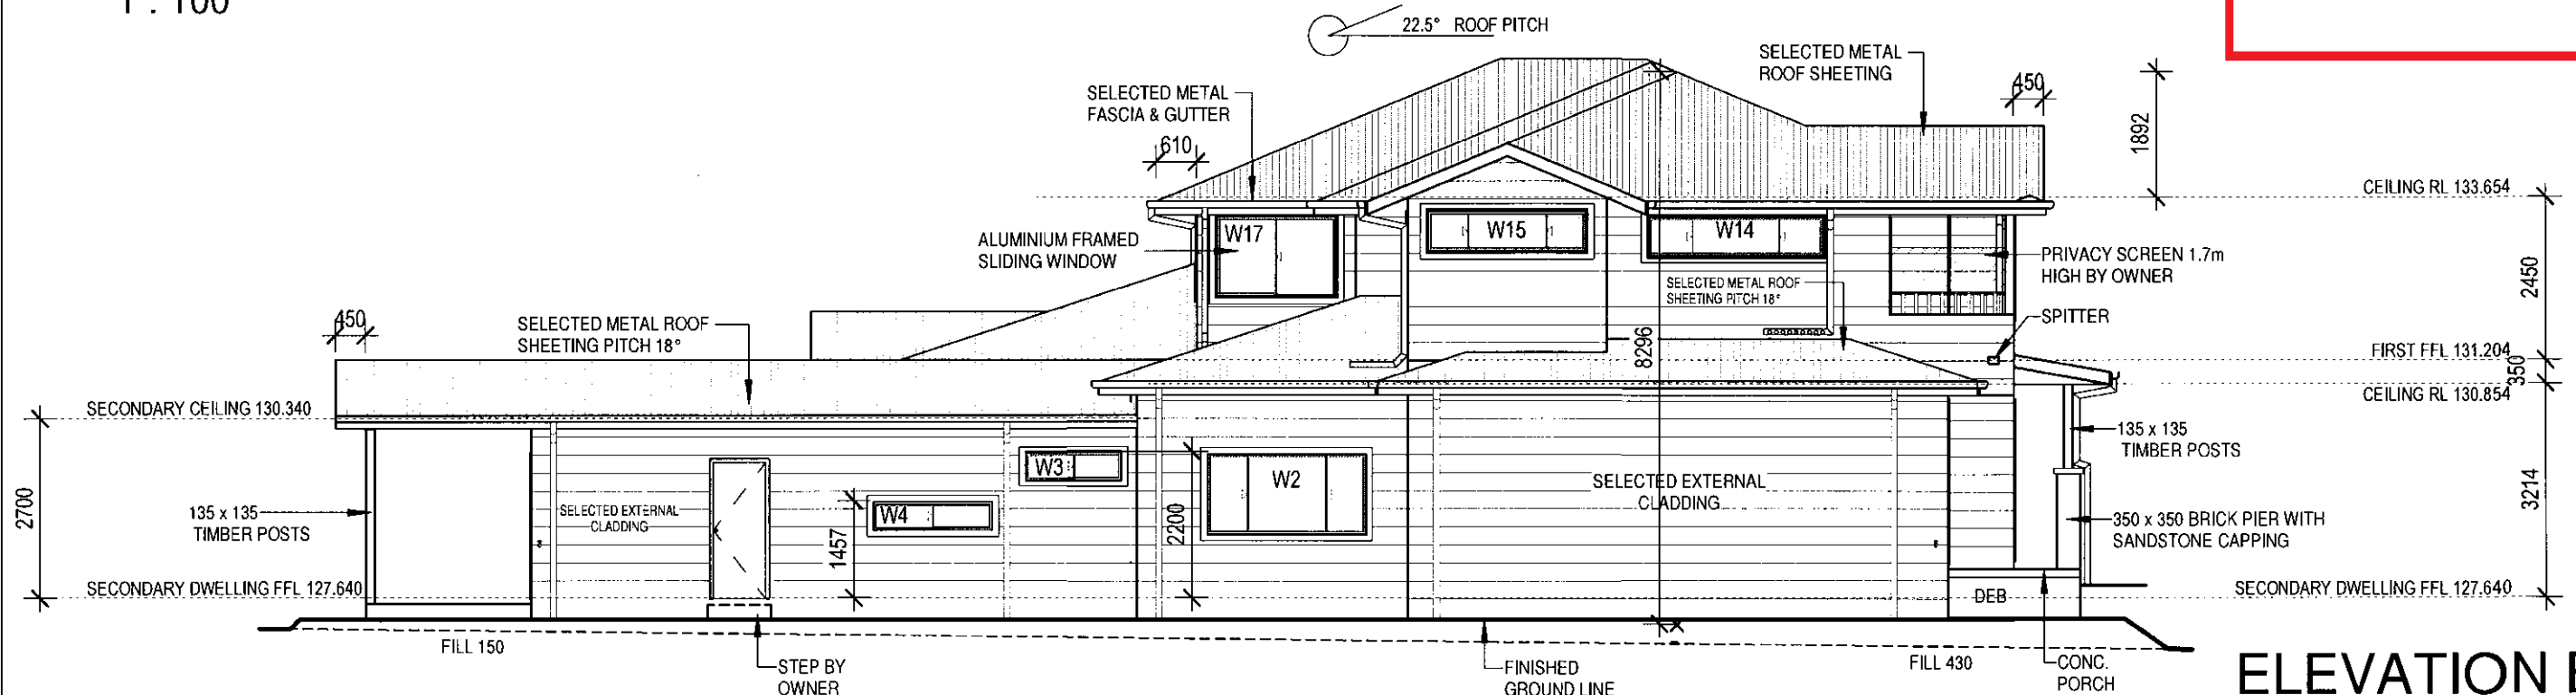 1 : 100
22.5° ROOF PITCH
SELECTED METAL
ROOF SHEETING
450
SELECTED METAL
FASCIA & GUTTER
610
1892
CEILING RL 133.654
W17
W15
W14
ALUMINIUM FRAMED
SLIDING WINDOW
PRIVACY SCREEN 1.7m
HIGH BY OWNER
2450
SELECTED METAL ROOF
SHEETING PITCH 18°
SPITTER
450
SELECTED METAL ROOF
SHEETING PITCH 18°
8296
FIRST FFL 131.204
350
CEILING RL 130.854
SECONDARY CEILING 130.340
135 x 135
TIMBER POSTS
W3
W2
SELECTED EXTERNAL
CLADDING
2700
3214
135 x 135
TIMBER POSTS
SELECTED EXTERNAL
CLADDING
W4
1457
2200
350 x 350 BRICK PIER WITH
SANDSTONE CAPPING
SECONDARY DWELLING FFL 127.640
DEB
SECONDARY DWELLING FFL 127.640
FILL 150
STEP BY
OWNER
FINISHED
GROUND LINE
FILL 430
CONC.
PORCH
ELEVATION